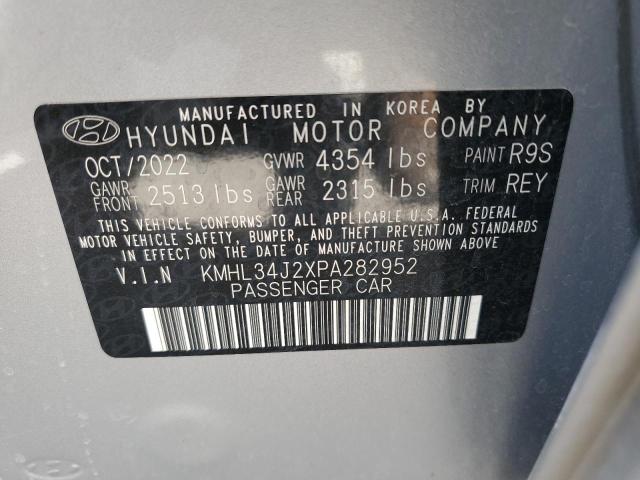 MANUFACTURED IN KOREA BY
HYUNDAI MOTOR COMPANY
OCT/2022 GVWR 4354 lbs PAINT R9S
GAWR FRONT 2513 lbs GAWR REAR 2315 lbs TRIM REY
THIS VEHICLE CONFORMS TO ALL APPLICABLE U.S.A. FEDERAL
MOTOR VEHICLE SAFETY, BUMPER, AND THEFT PREVENTION STANDARDS
IN EFFECT ON THE DATE OF MANUFACTURE SHOWN ABOVE.
V.I.N KMHL34J2XPA282952
PASSENGER CAR